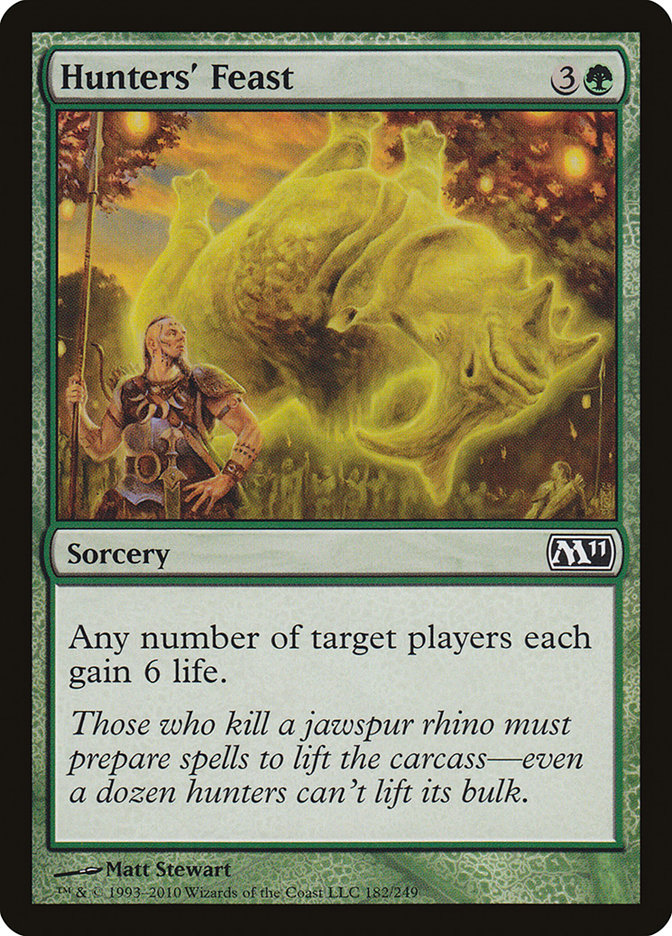 Hunters' Feast 3
Sorcery M11
Any number of target players each
gain 6 life.
Those who kill a jawspur rhino must
prepare spells to lift the carcass—even
a dozen hunters can't lift its bulk.
Matt Stewart
™ & © 1993–2010 Wizards of the Coast LLC 182/249